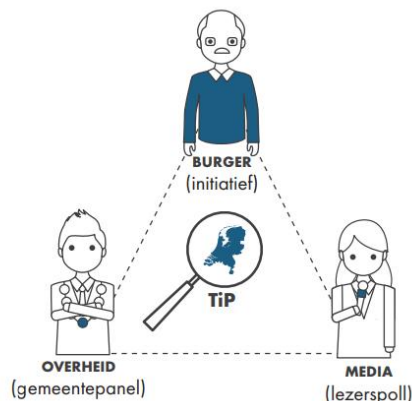 BURGER
(initiatief)
TiP
OVERHEID
(gemeentepanel)
MEDIA
(lezerspoll)